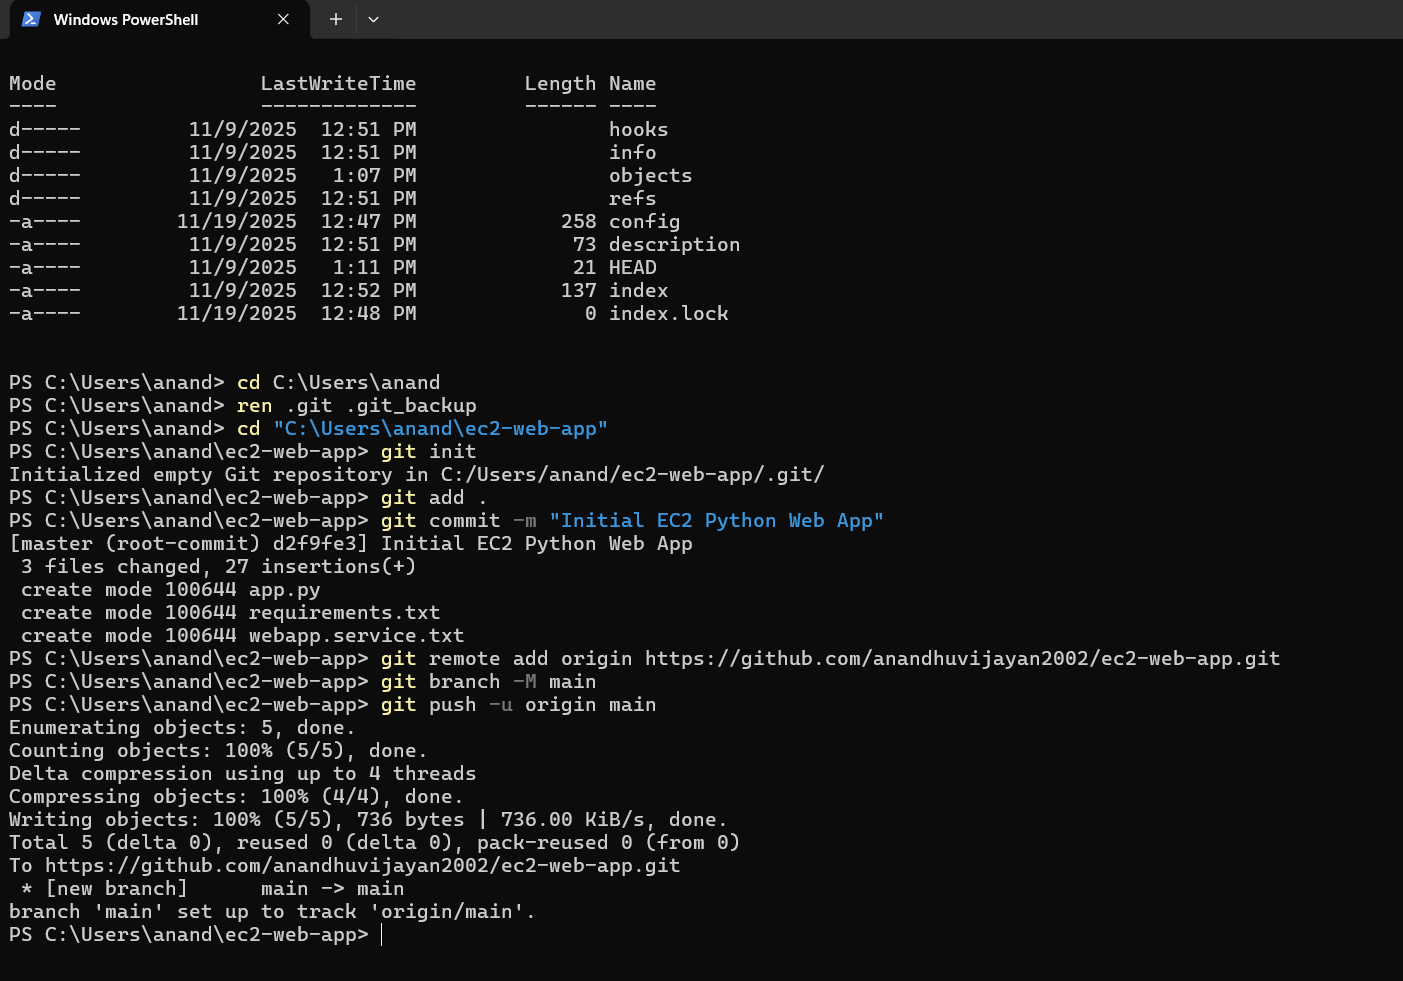 Windows PowerShell
Mode                 LastWriteTime         Length Name
----                 -------------         ------ ----
d-----         11/9/2025  12:51 PM                hooks
d-----         11/9/2025  12:51 PM                info
d-----         11/9/2025   1:07 PM                objects
d-----         11/9/2025  12:51 PM                refs
-a----        11/19/2025  12:47 PM            258 config
-a----         11/9/2025  12:51 PM             73 description
-a----         11/9/2025   1:11 PM             21 HEAD
-a----         11/9/2025  12:52 PM            137 index
-a----        11/19/2025  12:48 PM              0 index.lock
PS C:\Users\anand> cd C:\Users\anand
PS C:\Users\anand> ren .git .git_backup
PS C:\Users\anand> cd "C:\Users\anand\ec2-web-app"
PS C:\Users\anand\ec2-web-app> git init
Initialized empty Git repository in C:/Users/anand/ec2-web-app/.git/
PS C:\Users\anand\ec2-web-app> git add .
PS C:\Users\anand\ec2-web-app> git commit -m "Initial EC2 Python Web App"
[master (root-commit) d2f9fe3] Initial EC2 Python Web App
 3 files changed, 27 insertions(+)
 create mode 100644 app.py
 create mode 100644 requirements.txt
 create mode 100644 webapp.service.txt
PS C:\Users\anand\ec2-web-app> git remote add origin https://github.com/anandhuvijayan2002/ec2-web-app.git
PS C:\Users\anand\ec2-web-app> git branch -M main
PS C:\Users\anand\ec2-web-app> git push -u origin main
Enumerating objects: 5, done.
Counting objects: 100% (5/5), done.
Delta compression using up to 4 threads
Compressing objects: 100% (4/4), done.
Writing objects: 100% (5/5), 736 bytes | 736.00 KiB/s, done.
Total 5 (delta 0), reused 0 (delta 0), pack-reused 0 (from 0)
To https://github.com/anandhuvijayan2002/ec2-web-app.git
 * [new branch]      main -> main
branch 'main' set up to track 'origin/main'.
PS C:\Users\anand\ec2-web-app>